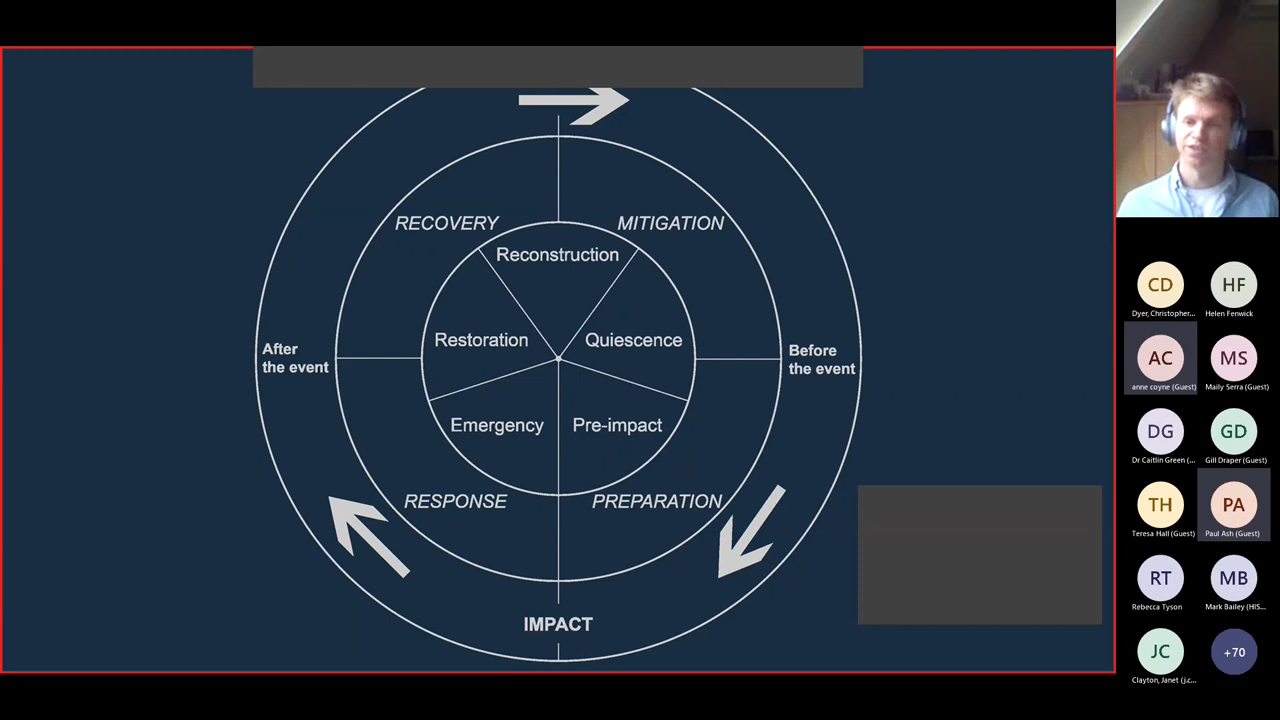 RECOVERY
MITIGATION
Reconstruction
Restoration
Quiescence
After
the event
Before
the event
Emergency
Pre-impact
RESPONSE
PREPARATION
IMPACT
CD
HF
Dyer, Christopher...
Helen Fenwick
AC
MS
anne coyne (Guest)
Maily Serra (Guest)
DG
GD
Dr Caitlin Green (...
Gill Draper (Guest)
TH
PA
Teresa Hall (Guest)
Paul Ash (Guest)
RT
MB
Rebecca Tyson
Mark Bailey (HIS...
JC
+70
Clayton, Janet (j.c...